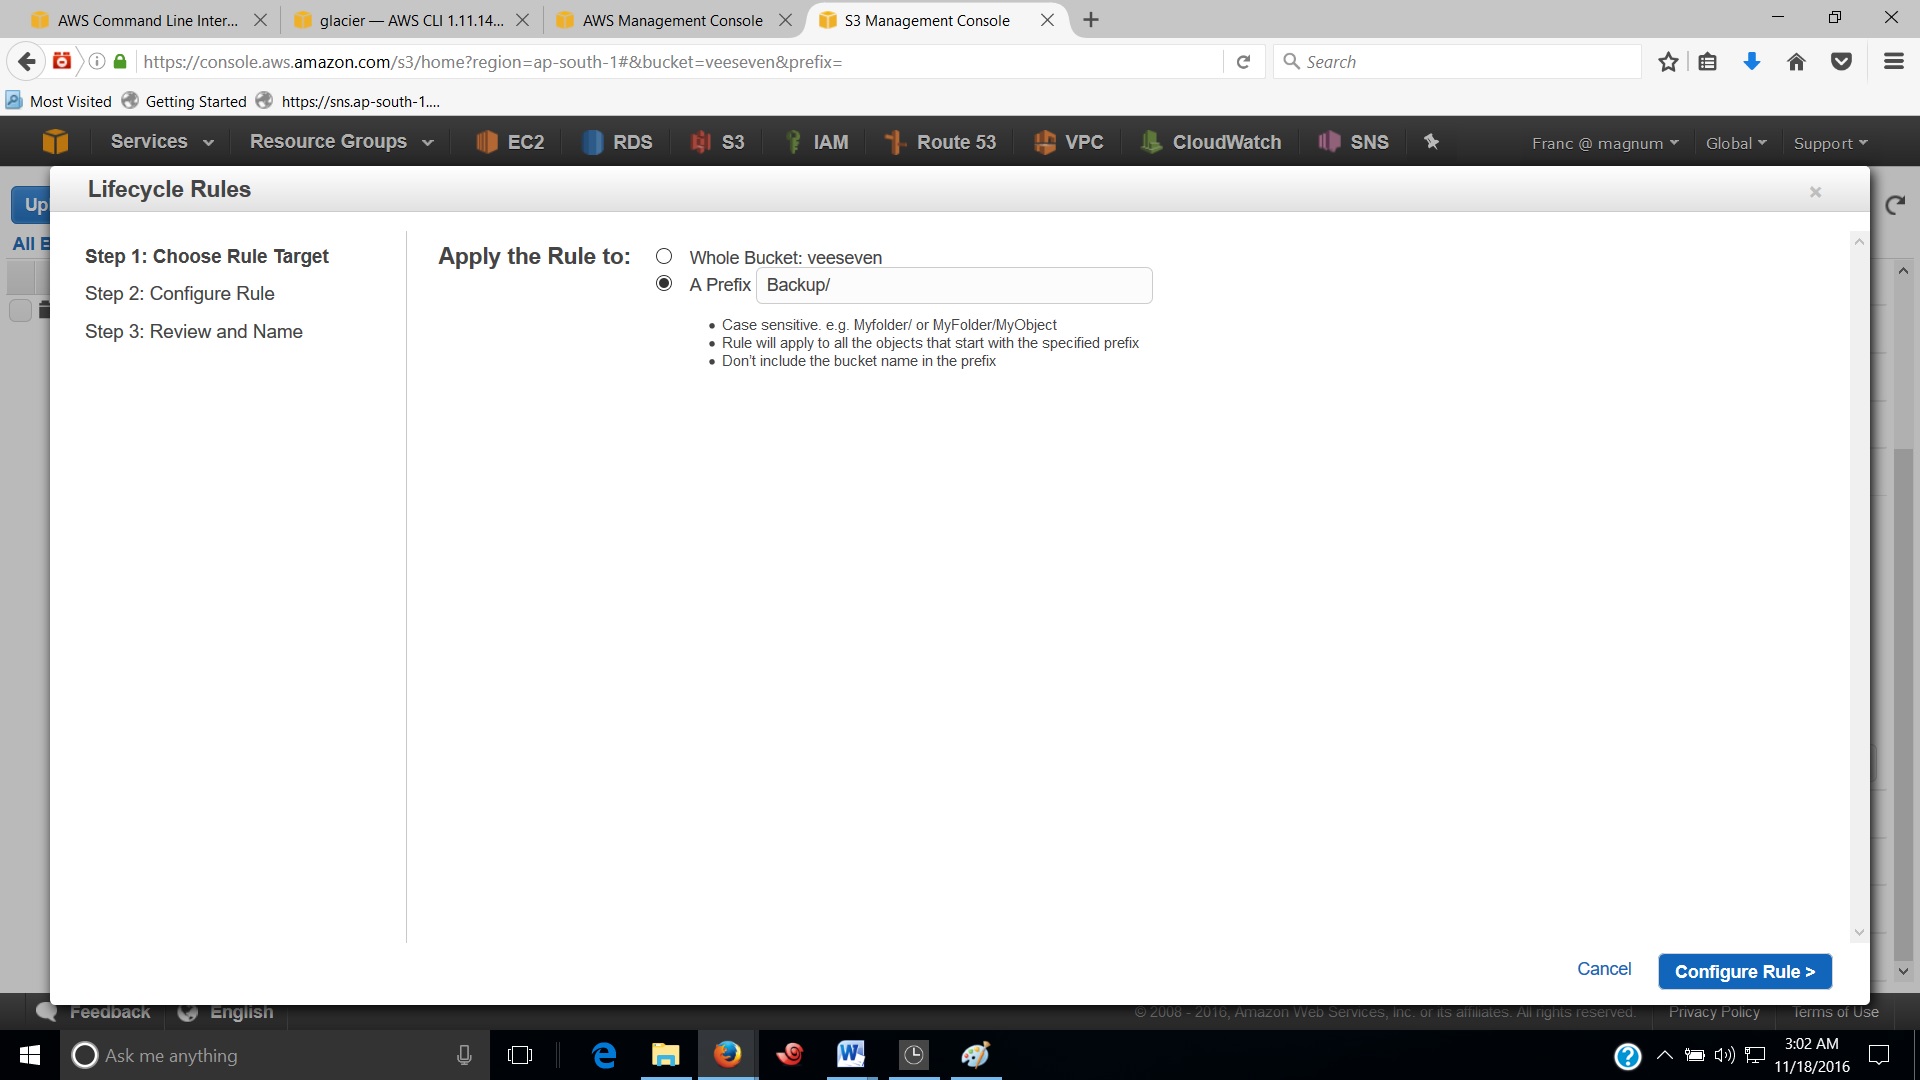 AWS Command Line Inter...
glacier — AWS CLI 1.11.14...
AWS Management Console
S3 Management Console
https://console.aws.amazon.com/s3/home?region=ap-south-1#&bucket=veeseven&prefix=
Search
Most Visited
Getting Started
https://sns.ap-south-1....
Services
Resource Groups
EC2
RDS
S3
IAM
Route 53
VPC
CloudWatch
SNS
Franc @ magnum
Global
Support
Lifecycle Rules
Up
All B
Step 1: Choose Rule Target
Step 2: Configure Rule
Step 3: Review and Name
Apply the Rule to:
Whole Bucket: veeseven
A Prefix
Backup/
• Case sensitive. e.g. Myfolder/ or MyFolder/MyObject
• Rule will apply to all the objects that start with the specified prefix
• Don't include the bucket name in the prefix
Cancel
Configure Rule >
Feedback
English
© 2008 - 2016, Amazon Web Services, Inc. or its affiliates. All rights reserved.
Privacy Policy
Terms of Use
Ask me anything
3:02 AM
11/18/2016